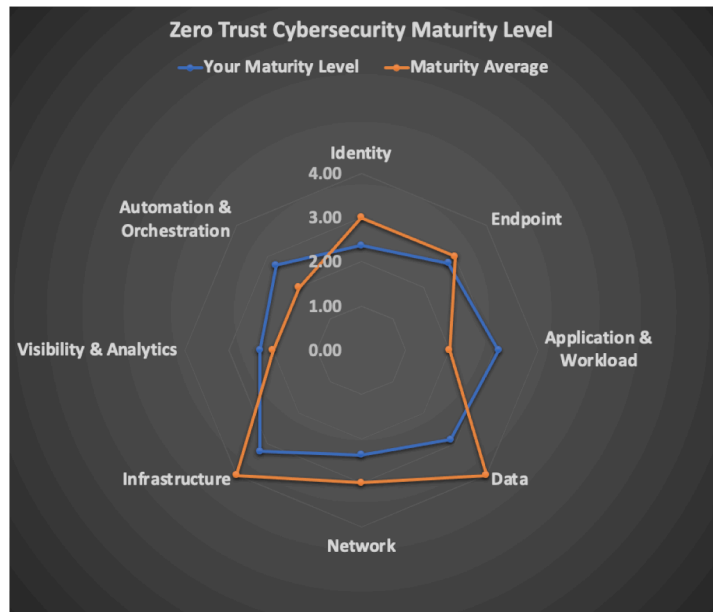 Zero Trust Cybersecurity Maturity Level
Your Maturity Level
Maturity Average
Identity
4.00
Automation &
Orchestration
Endpoint
3.00
2.00
1.00
Visibility & Analytics
0.00
Application &
Workload
Infrastructure
Data
Network